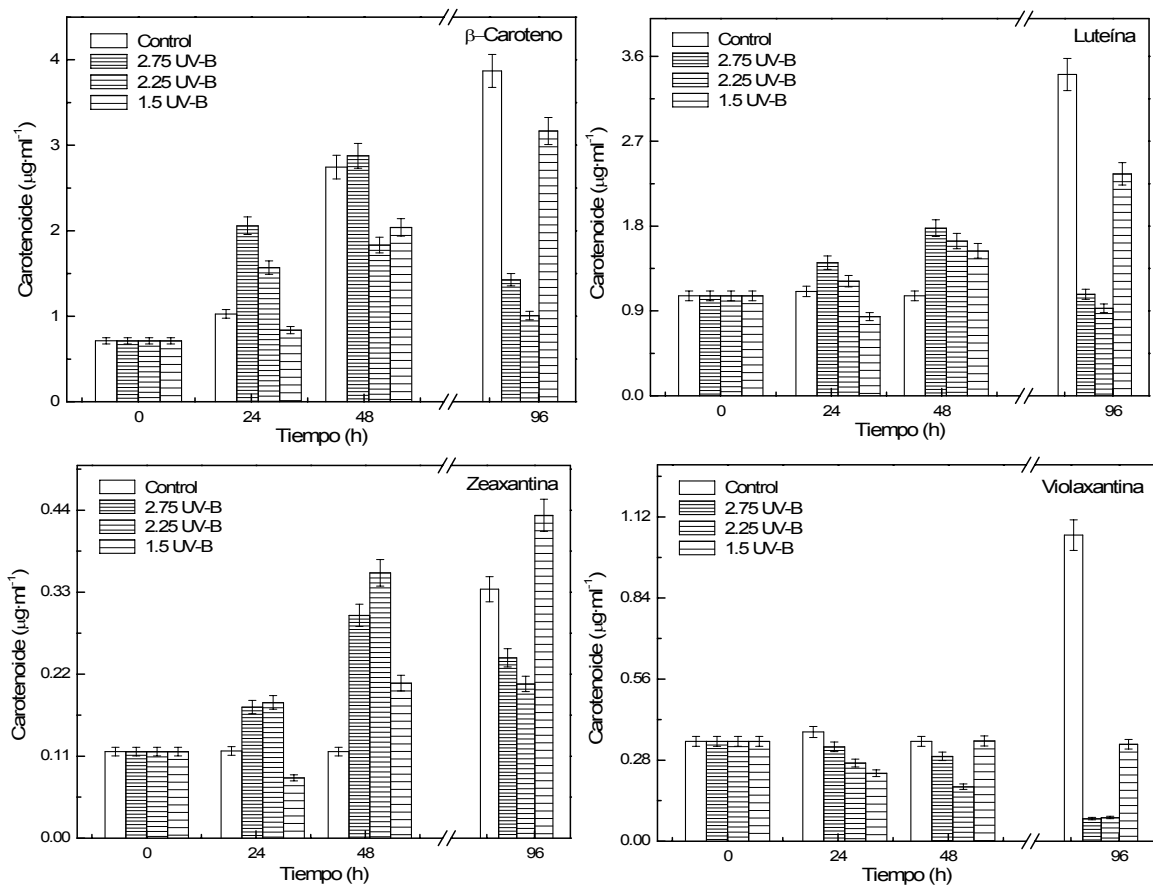 β-Caroteno
Control
2.75 UV-B
2.25 UV-B
1.5 UV-B
Carotenoide (µg·ml⁻¹)
4
3
2
1
0
0
24
48
96
Tiempo (h)
Luteína
Control
2.75 UV-B
2.25 UV-B
1.5 UV-B
Carotenoide (µg·ml⁻¹)
3.6
2.7
1.8
0.9
0.0
0
24
48
96
Tiempo (h)
Zeaxantina
Control
2.75 UV-B
2.25 UV-B
1.5 UV-B
Carotenoide (µg·ml⁻¹)
0.44
0.33
0.22
0.11
0.00
0
24
48
96
Tiempo (h)
Violaxantina
Control
2.75 UV-B
2.25 UV-B
1.5 UV-B
Carotenoide (µg·ml⁻¹)
1.12
0.84
0.56
0.28
0.00
0
24
48
96
Tiempo (h)